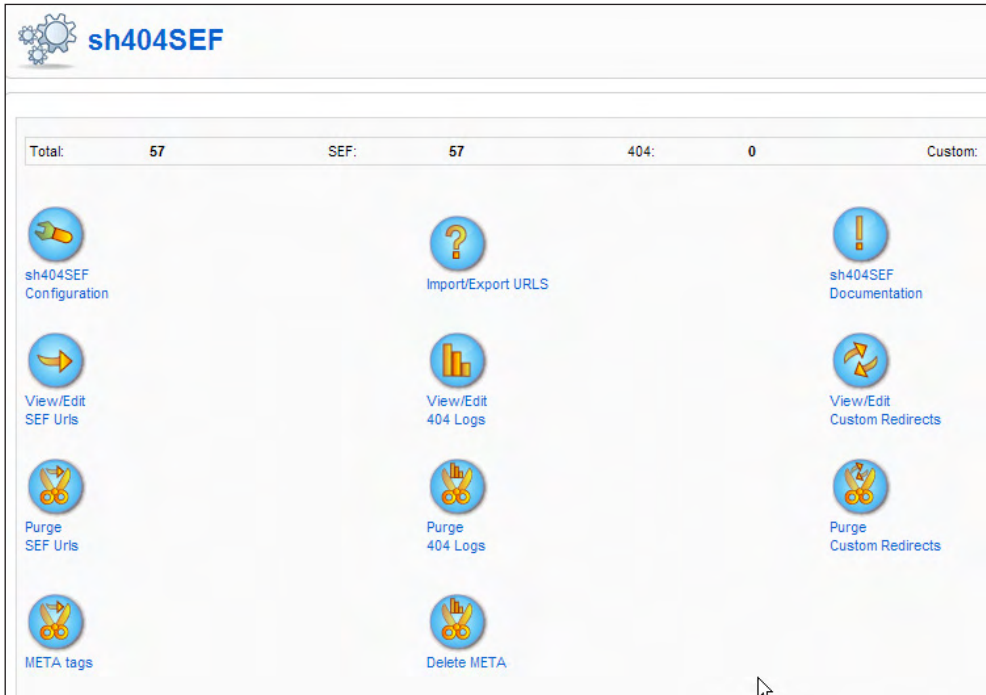 sh404SEF
Total: 57 SEF: 57 404: 0 Custom:
sh404SEF
Configuration
Import/Export URLS
sh404SEF
Documentation
View/Edit
SEF Urls
View/Edit
404 Logs
View/Edit
Custom Redirects
Purge
SEF Urls
Purge
404 Logs
Purge
Custom Redirects
META tags
Delete META